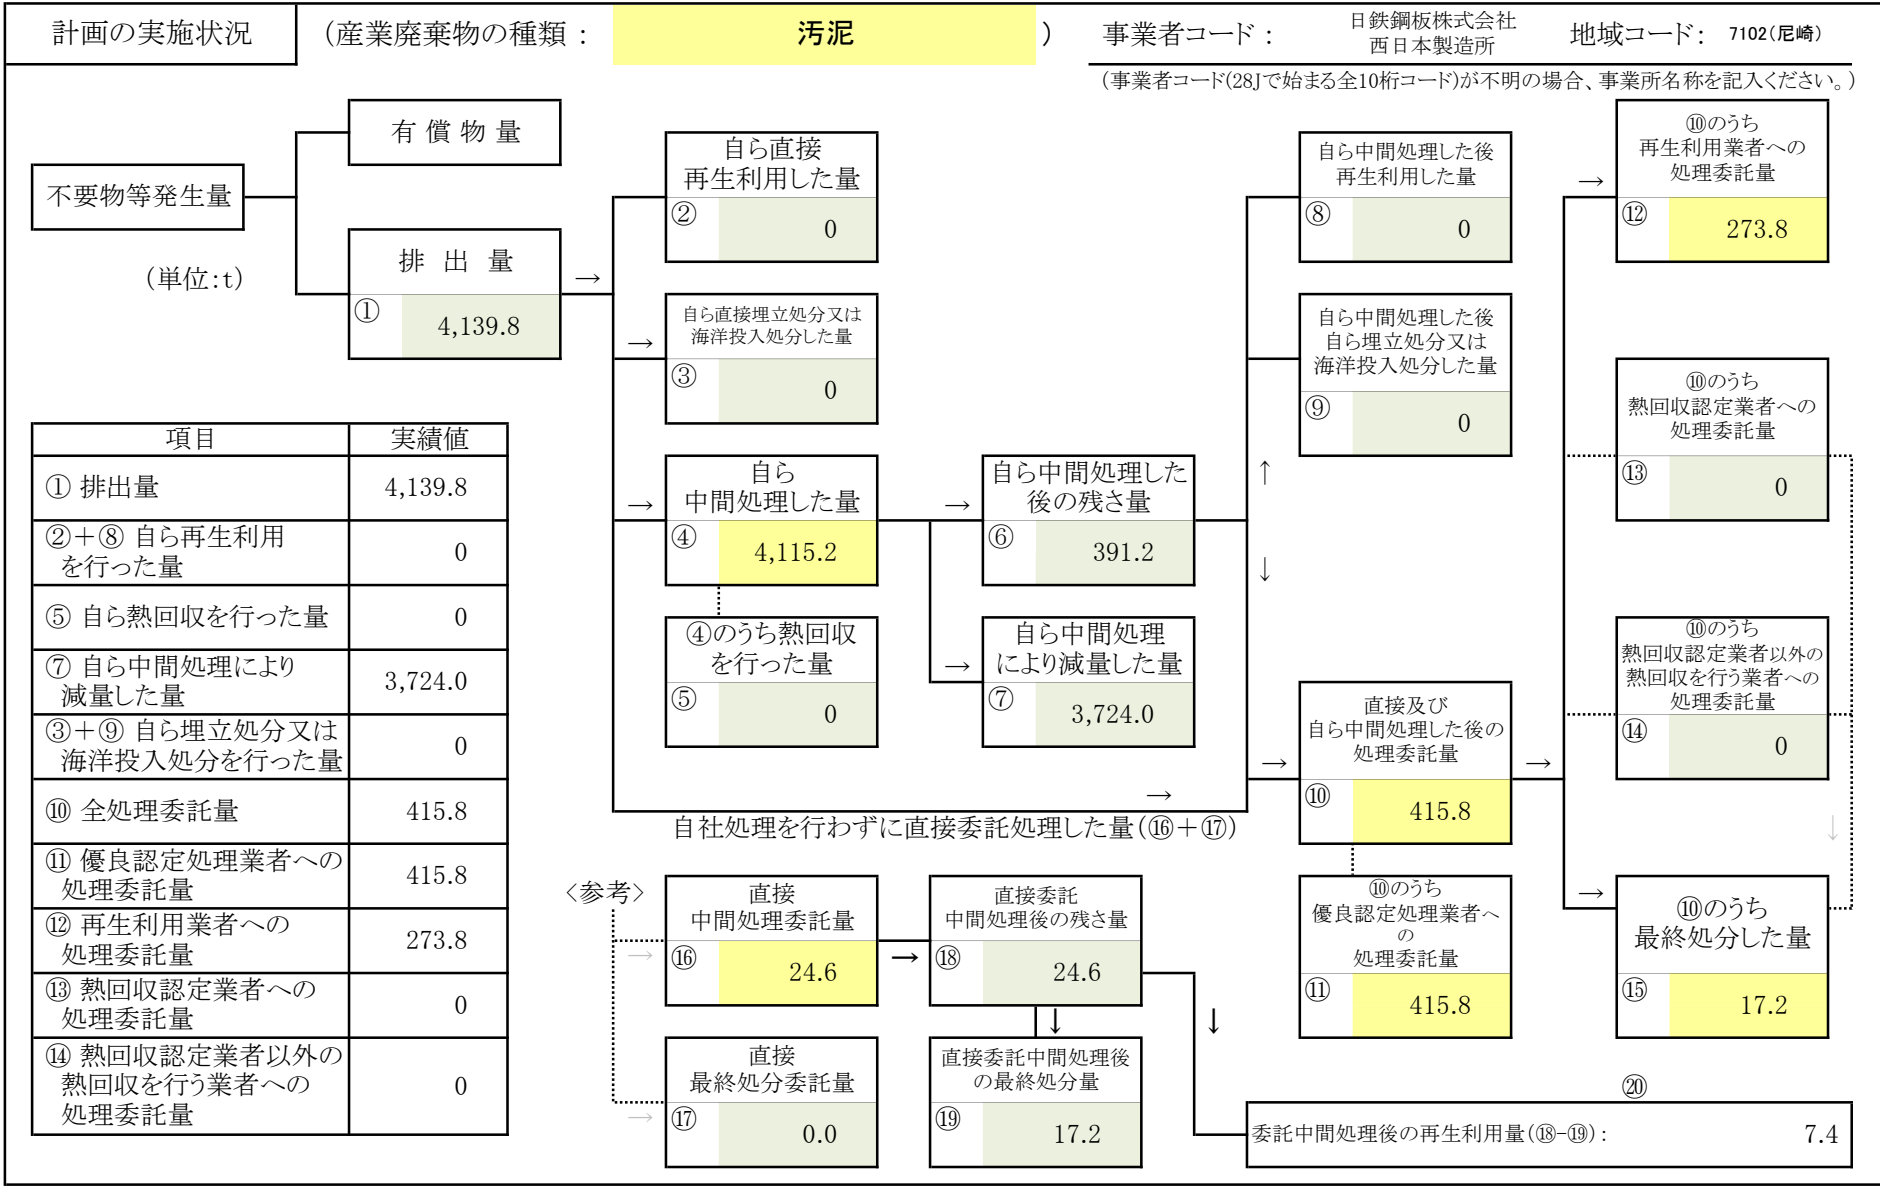 計画の実施状況
（産業廃棄物の種類： 汚泥 ）
事業者コード： 日鉄鋼板株式会社
西日本製造所
地域コード： 7102(尼崎)
（事業者コード(28Jで始まる全10桁コード)が不明の場合、事業所名称を記入ください。）
不要物等発生量
（単位：t）
有 償 物 量
排 出 量
→
① 4,139.8
自ら直接
再生利用した量
② 0
→
自ら直接埋立処分又は
海洋投入処分した量
③ 0
→
自ら
中間処理した量
④ 4,115.2
④のうち熱回収
を行った量
⑤ 0
→
自ら中間処理した
後の残さ量
⑥ 391.2
→
自ら中間処理
により減量した量
⑦ 3,724.0
↑
↓
自ら中間処理した後
再生利用した量
⑧ 0
自ら中間処理した後
自ら埋立処分又は
海洋投入処分した量
⑨ 0
→
自社処理を行わずに直接委託処理した量（⑯＋⑰）
→
直接及び
自ら中間処理した後の
処理委託量
⑩ 415.8
→
⑩のうち
優良認定処理業者へ
の
処理委託量
⑪ 415.8
→
⑩のうち
再生利用業者への
処理委託量
⑫ 273.8
⑩のうち
熱回収認定業者への
処理委託量
⑬ 0
⑩のうち
熱回収認定業者以外の
熱回収を行う業者への
処理委託量
⑭ 0
↓
→
⑩のうち
最終処分した量
⑮ 17.2
項目 実績値
① 排出量 4,139.8
②＋⑧ 自ら再生利用
を行った量 0
⑤ 自ら熱回収を行った量 0
⑦ 自ら中間処理により
減量した量 3,724.0
③＋⑨ 自ら埋立処分又は
海洋投入処分を行った量 0
⑩ 全処理委託量 415.8
⑪ 優良認定処理業者への
処理委託量 415.8
⑫ 再生利用業者への
処理委託量 273.8
⑬ 熱回収認定業者への
処理委託量 0
⑭ 熱回収認定業者以外の
熱回収を行う業者への
処理委託量 0
〈参考〉
→
直接
中間処理委託量
⑯ 24.6
→
直接委託
中間処理後の残さ量
⑱ 24.6
↓
↓
→
直接
最終処分委託量
⑰ 0.0
直接委託中間処理後
の最終処分量
⑲ 17.2
⑳
委託中間処理後の再生利用量（⑱-⑲）： 7.4